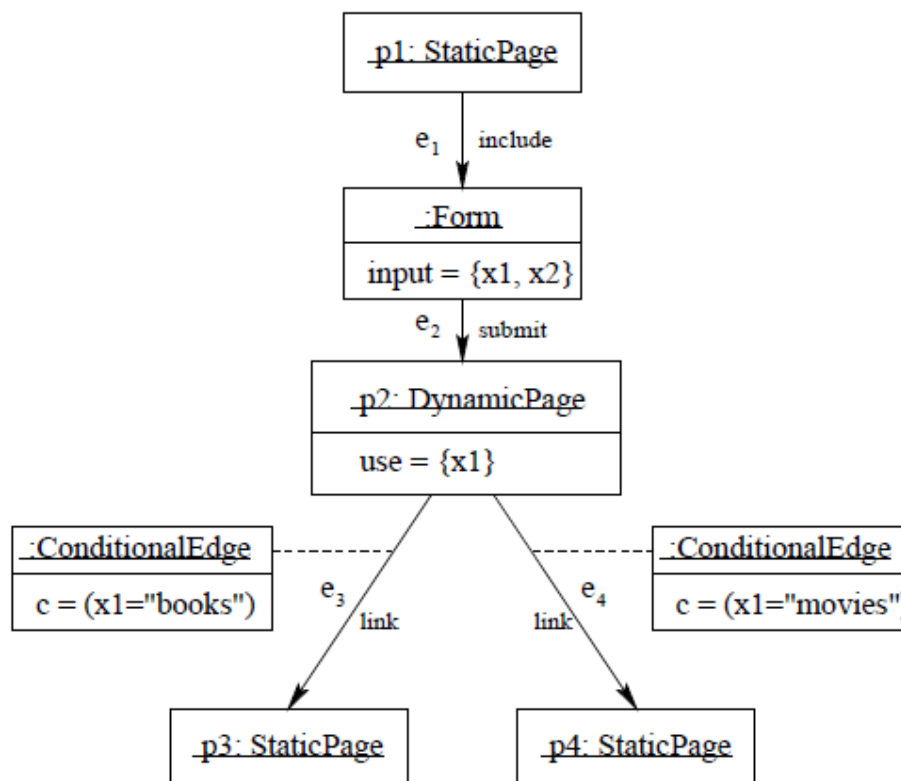 p1: StaticPage
e1 include
:Form
input = {x1, x2}
e2 submit
p2: DynamicPage
use = {x1}
:ConditionalEdge
c = (x1="books")
e3
link
:ConditionalEdge
c = (x1="movies")
e4
link
p3: StaticPage
p4: StaticPage